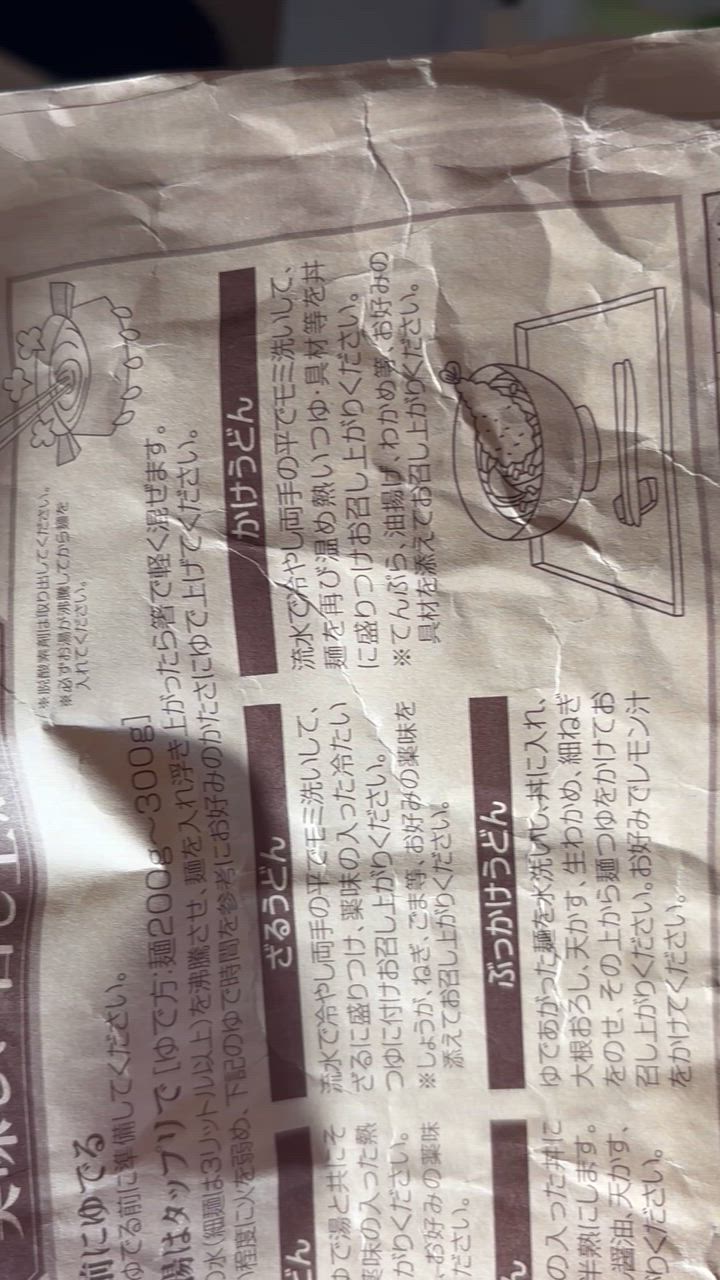 前にゆでる
ゆでる前に準備してください。
湯はタップリで [ゆで方:麺200g〜300g]
水(細麺は3リットル以上)を沸騰させ、麺を入れ浮き上がったら箸で軽く混ぜます。
程度に火を弱め、下記のゆで時間を参考にお好みのかたさにゆで上げてください。
※脱酸素剤は取り出してください。
※必ずお湯が沸騰してから麺を
入れてください。
どん
ゆで湯と共にそ
薬味の入った熱
がりください。
、お好みの薬味
ださい。
ざるうどん
流水で冷やし両手の平でモミ洗いして、
ざるに盛りつけ、薬味の入った冷たい
つゆに付けお召し上がりください。
※しょうが、ねぎ、ごま等、お好みの薬味を
添えてお召し上がりください。
かけうどん
流水で冷やし両手の平でモミ洗いして、
麺を再び温め熱いつゆ・具材等を丼
に盛りつけお召し上がりください。
※てんぷら、油揚げ、わかめ等、お好みの
具材を添えてお召し上がりください。
ん
の入った丼に
半熟にします。
醤油、天かす、
りください。
ぶっかけうどん
ゆであがった麺を水洗いし、丼に入れ、
大根おろし、天かす、生わかめ、細ねぎ
をのせ、その上から麺つゆをかけてお
召し上がりください。お好みでレモン汁
をかけてください。